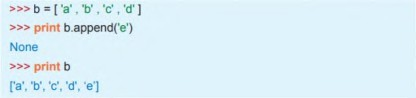 >>> b = [ 'a' , 'b' , 'c' , 'd' ]
>>> print b.append('e')
None
>>> print b
['a', 'b', 'c', 'd', 'e']